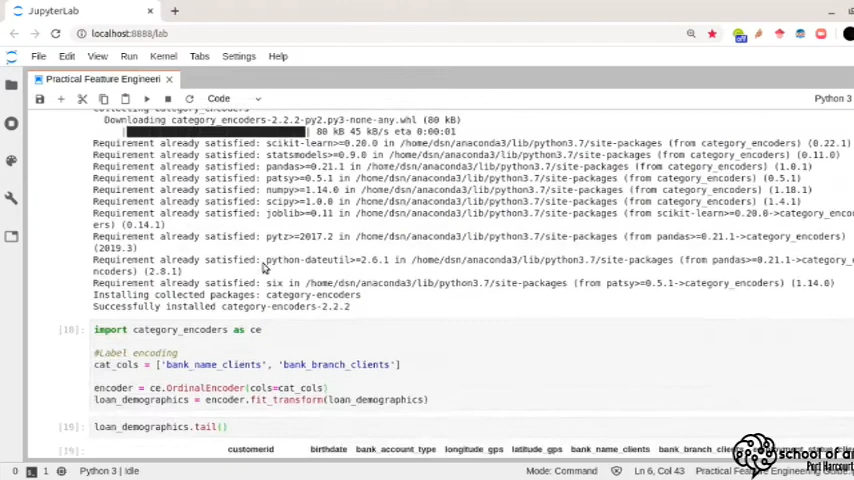 JupyterLab
localhost:8888/lab
off
File Edit View Run Kernel Tabs Settings Help
Practical Feature Engineeri
Code
Python 3
Downloading category_encoders-2.2.2-py2.py3-none-any.whl (80 kB)
80 kB 45 kB/s eta 0:00:01
Requirement already satisfied: scikit-learn>=0.20.0 in /home/dsn/anaconda3/lib/python3.7/site-packages (from category_encoders) (0.22.1)
Requirement already satisfied: statsmodels>=0.9.0 in /home/dsn/anaconda3/lib/python3.7/site-packages (from category_encoders) (0.11.0)
Requirement already satisfied: pandas>=0.21.1 in /home/dsn/anaconda3/lib/python3.7/site-packages (from category_encoders) (1.0.1)
Requirement already satisfied: patsy>=0.5.1 in /home/dsn/anaconda3/lib/python3.7/site-packages (from category_encoders) (0.5.1)
Requirement already satisfied: numpy>=1.14.0 in /home/dsn/anaconda3/lib/python3.7/site-packages (from category_encoders) (1.18.1)
Requirement already satisfied: scipy>=1.0.0 in /home/dsn/anaconda3/lib/python3.7/site-packages (from category_encoders) (1.4.1)
Requirement already satisfied: joblib>=0.11 in /home/dsn/anaconda3/lib/python3.7/site-packages (from scikit-learn>=0.20.0->category_enco
ers) (0.14.1)
Requirement already satisfied: pytz>=2017.2 in /home/dsn/anaconda3/lib/python3.7/site-packages (from pandas>=0.21.1->category_encoders)
(2019.3)
Requirement already satisfied: python-dateutil>=2.6.1 in /home/dsn/anaconda3/lib/python3.7/site-packages (from pandas>=0.21.1->category_e
ncoders) (2.8.1)
Requirement already satisfied: six in /home/dsn/anaconda3/lib/python3.7/site-packages (from patsy>=0.5.1->category_encoders) (1.14.0)
Installing collected packages: category-encoders
Successfully installed category-encoders-2.2.2
[18]: import category_encoders as ce
#Label encoding
cat_cols = ['bank_name_clients', 'bank_branch_clients']
encoder = ce.OrdinalEncoder(cols=cat_cols)
loan_demographics = encoder.fit_transform(loan_demographics)
[19]: loan_demographics.tail()
[19]: customerid birthdate bank_account_type longitude_gps latitude_gps bank_name_clients bank_branch_clients
school of a
Port Harcourt
0 1 Python 3 | Idle Mode: Command Ln 6, Col 43 Practical Feature Engineering